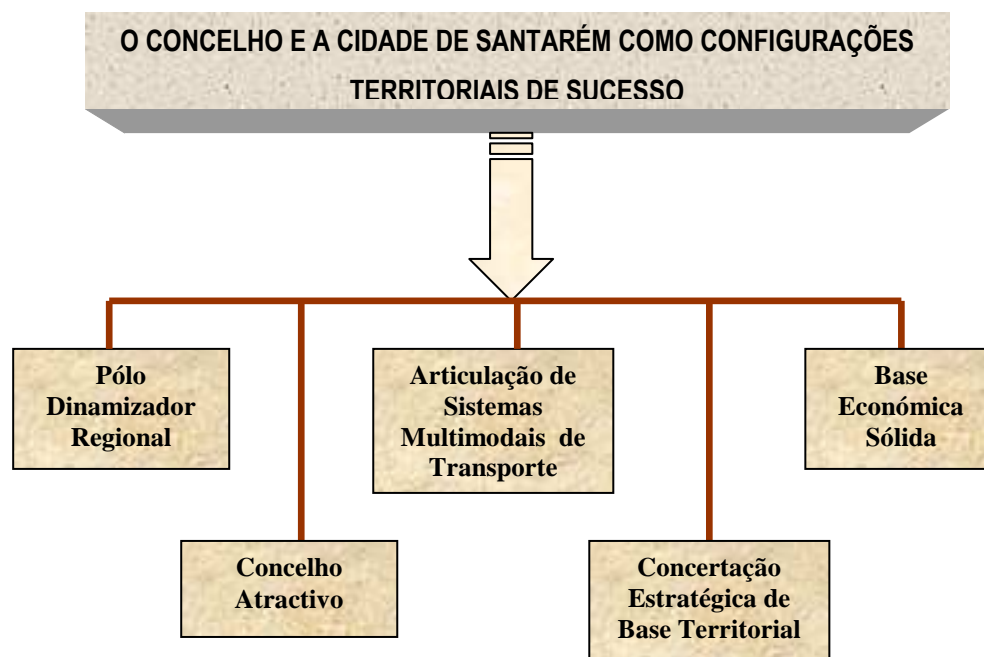 O CONCELHO E A CIDADE DE SANTARÉM COMO CONFIGURAÇÕES
TERRITORIAIS DE SUCESSO
Pólo
Dinamizador
Regional
Articulação de
Sistemas
Multimodais de
Transporte
Base
Económica
Sólida
Concelho
Atractivo
Concertação
Estratégica de
Base Territorial